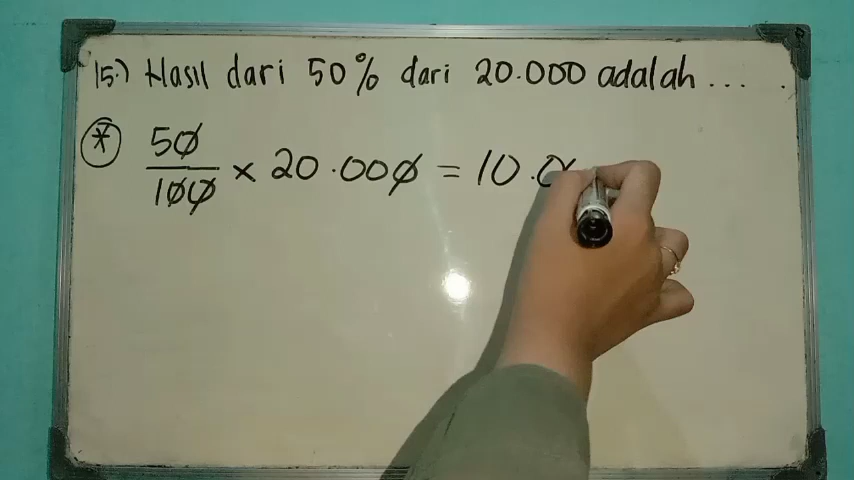 15.) Hasil dari 50% dari 20.000 adalah ... .
* 50/100 × 20.000 = 10.0